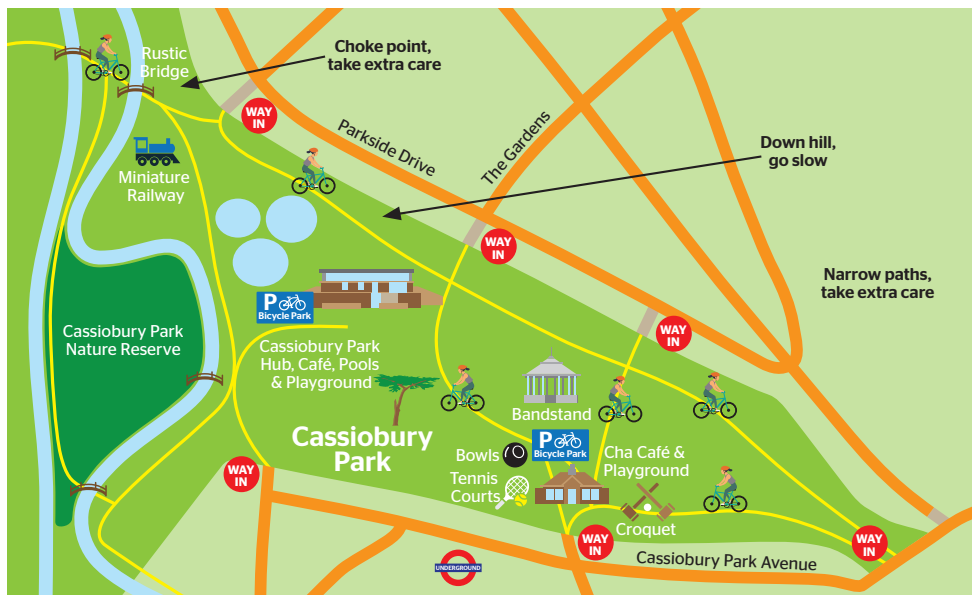 Rustic
Bridge
Choke point,
take extra care
WAY
IN
Parkside Drive
The Gardens
Down hill,
go slow
Miniature
Railway
WAY
IN
Narrow paths,
take extra care
P
Bicycle Park
WAY
IN
Cassiobury Park
Nature Reserve
Cassiobury Park
Hub, Café, Pools
& Playground
Bandstand
Cassiobury
Park
P
Bicycle Park
Bowls
Cha Café &
Playground
WAY
IN
Tennis
Courts
Croquet
WAY
IN
WAY
IN
Cassiobury Park Avenue
UNDERGROUND